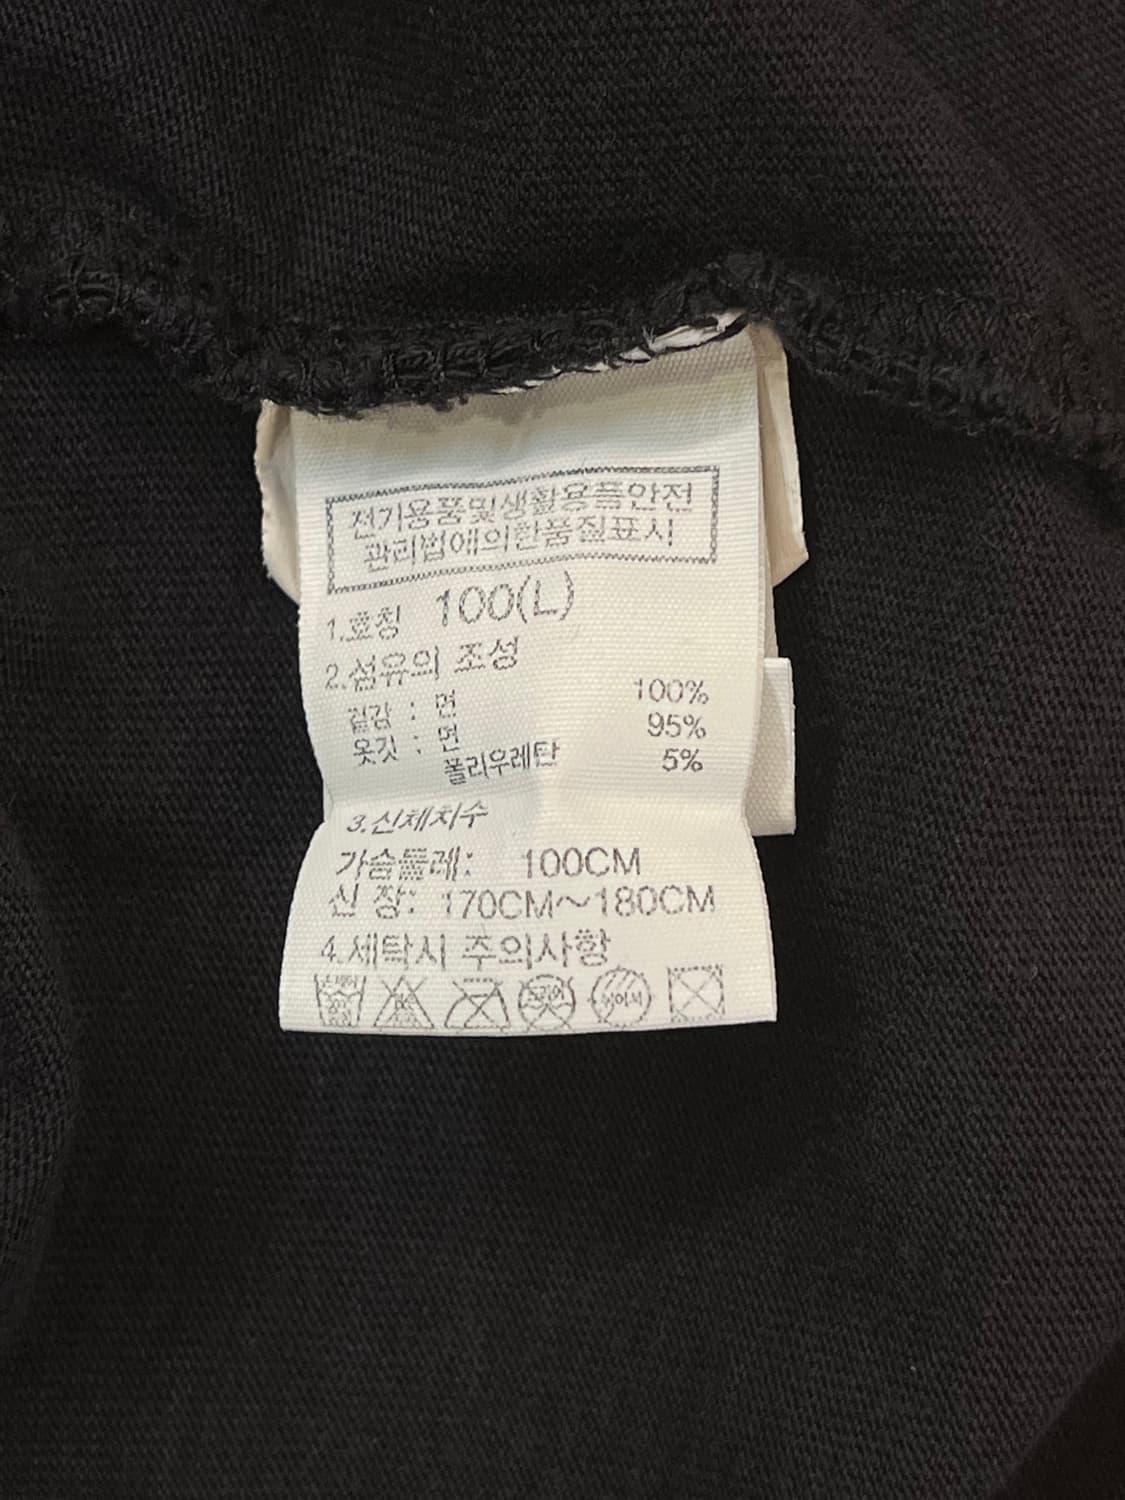 전기용품및생활용품안전
관리법에의한품질표시
1.호칭 100(L)
2.섬유의 조성
겉감 : 면 100%
옷깃 : 면 95%
폴리우레탄 5%
3.신체치수
가슴둘레: 100CM
신 장: 170CM~180CM
4.세탁시 주의사항
드라이